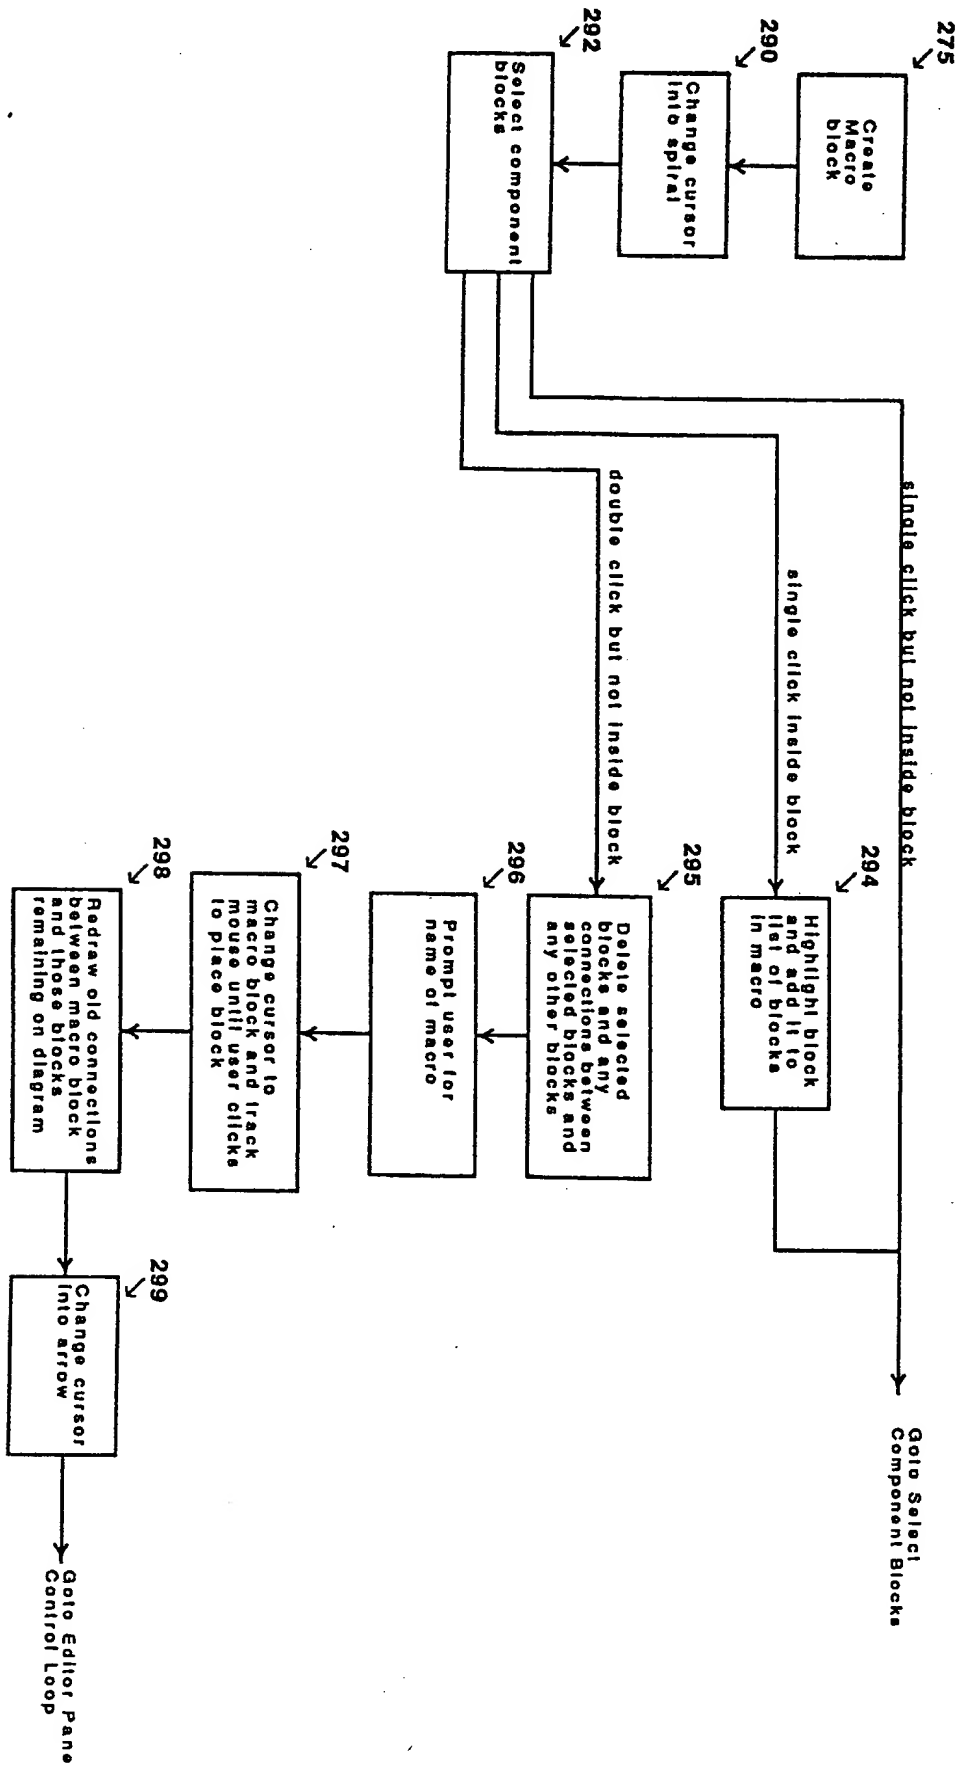 275
Create
Macro
block
290
Change cursor
into spiral
292
Select component
blocks
single click but not inside block
single click inside block
double click but not inside block
294
Highlight block
and add it to
list of blocks
in macro
Goto Select
Component Blocks
295
Delete selected
blocks and any
connections between
selected blocks and
any other blocks
296
Prompt user for
name of macro
297
Change cursor to
macro block and track
mouse until user clicks
to place block
298
Redraw old connections
between macro block
and those blocks
remaining on diagram
299
Change cursor
into arrow
Goto Editor Pane
Control Loop